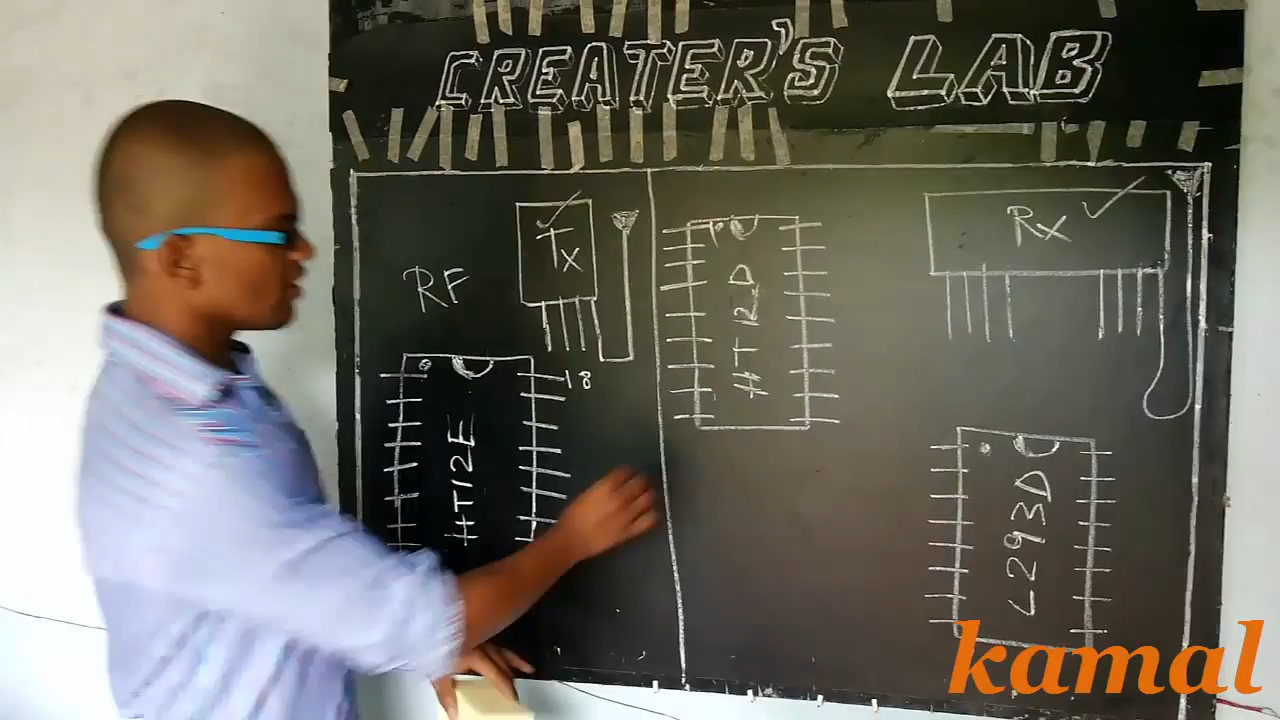 CREATER'S LAB
RF
Tx
HT12E
18
HT12D
Rx
L293D
kamal